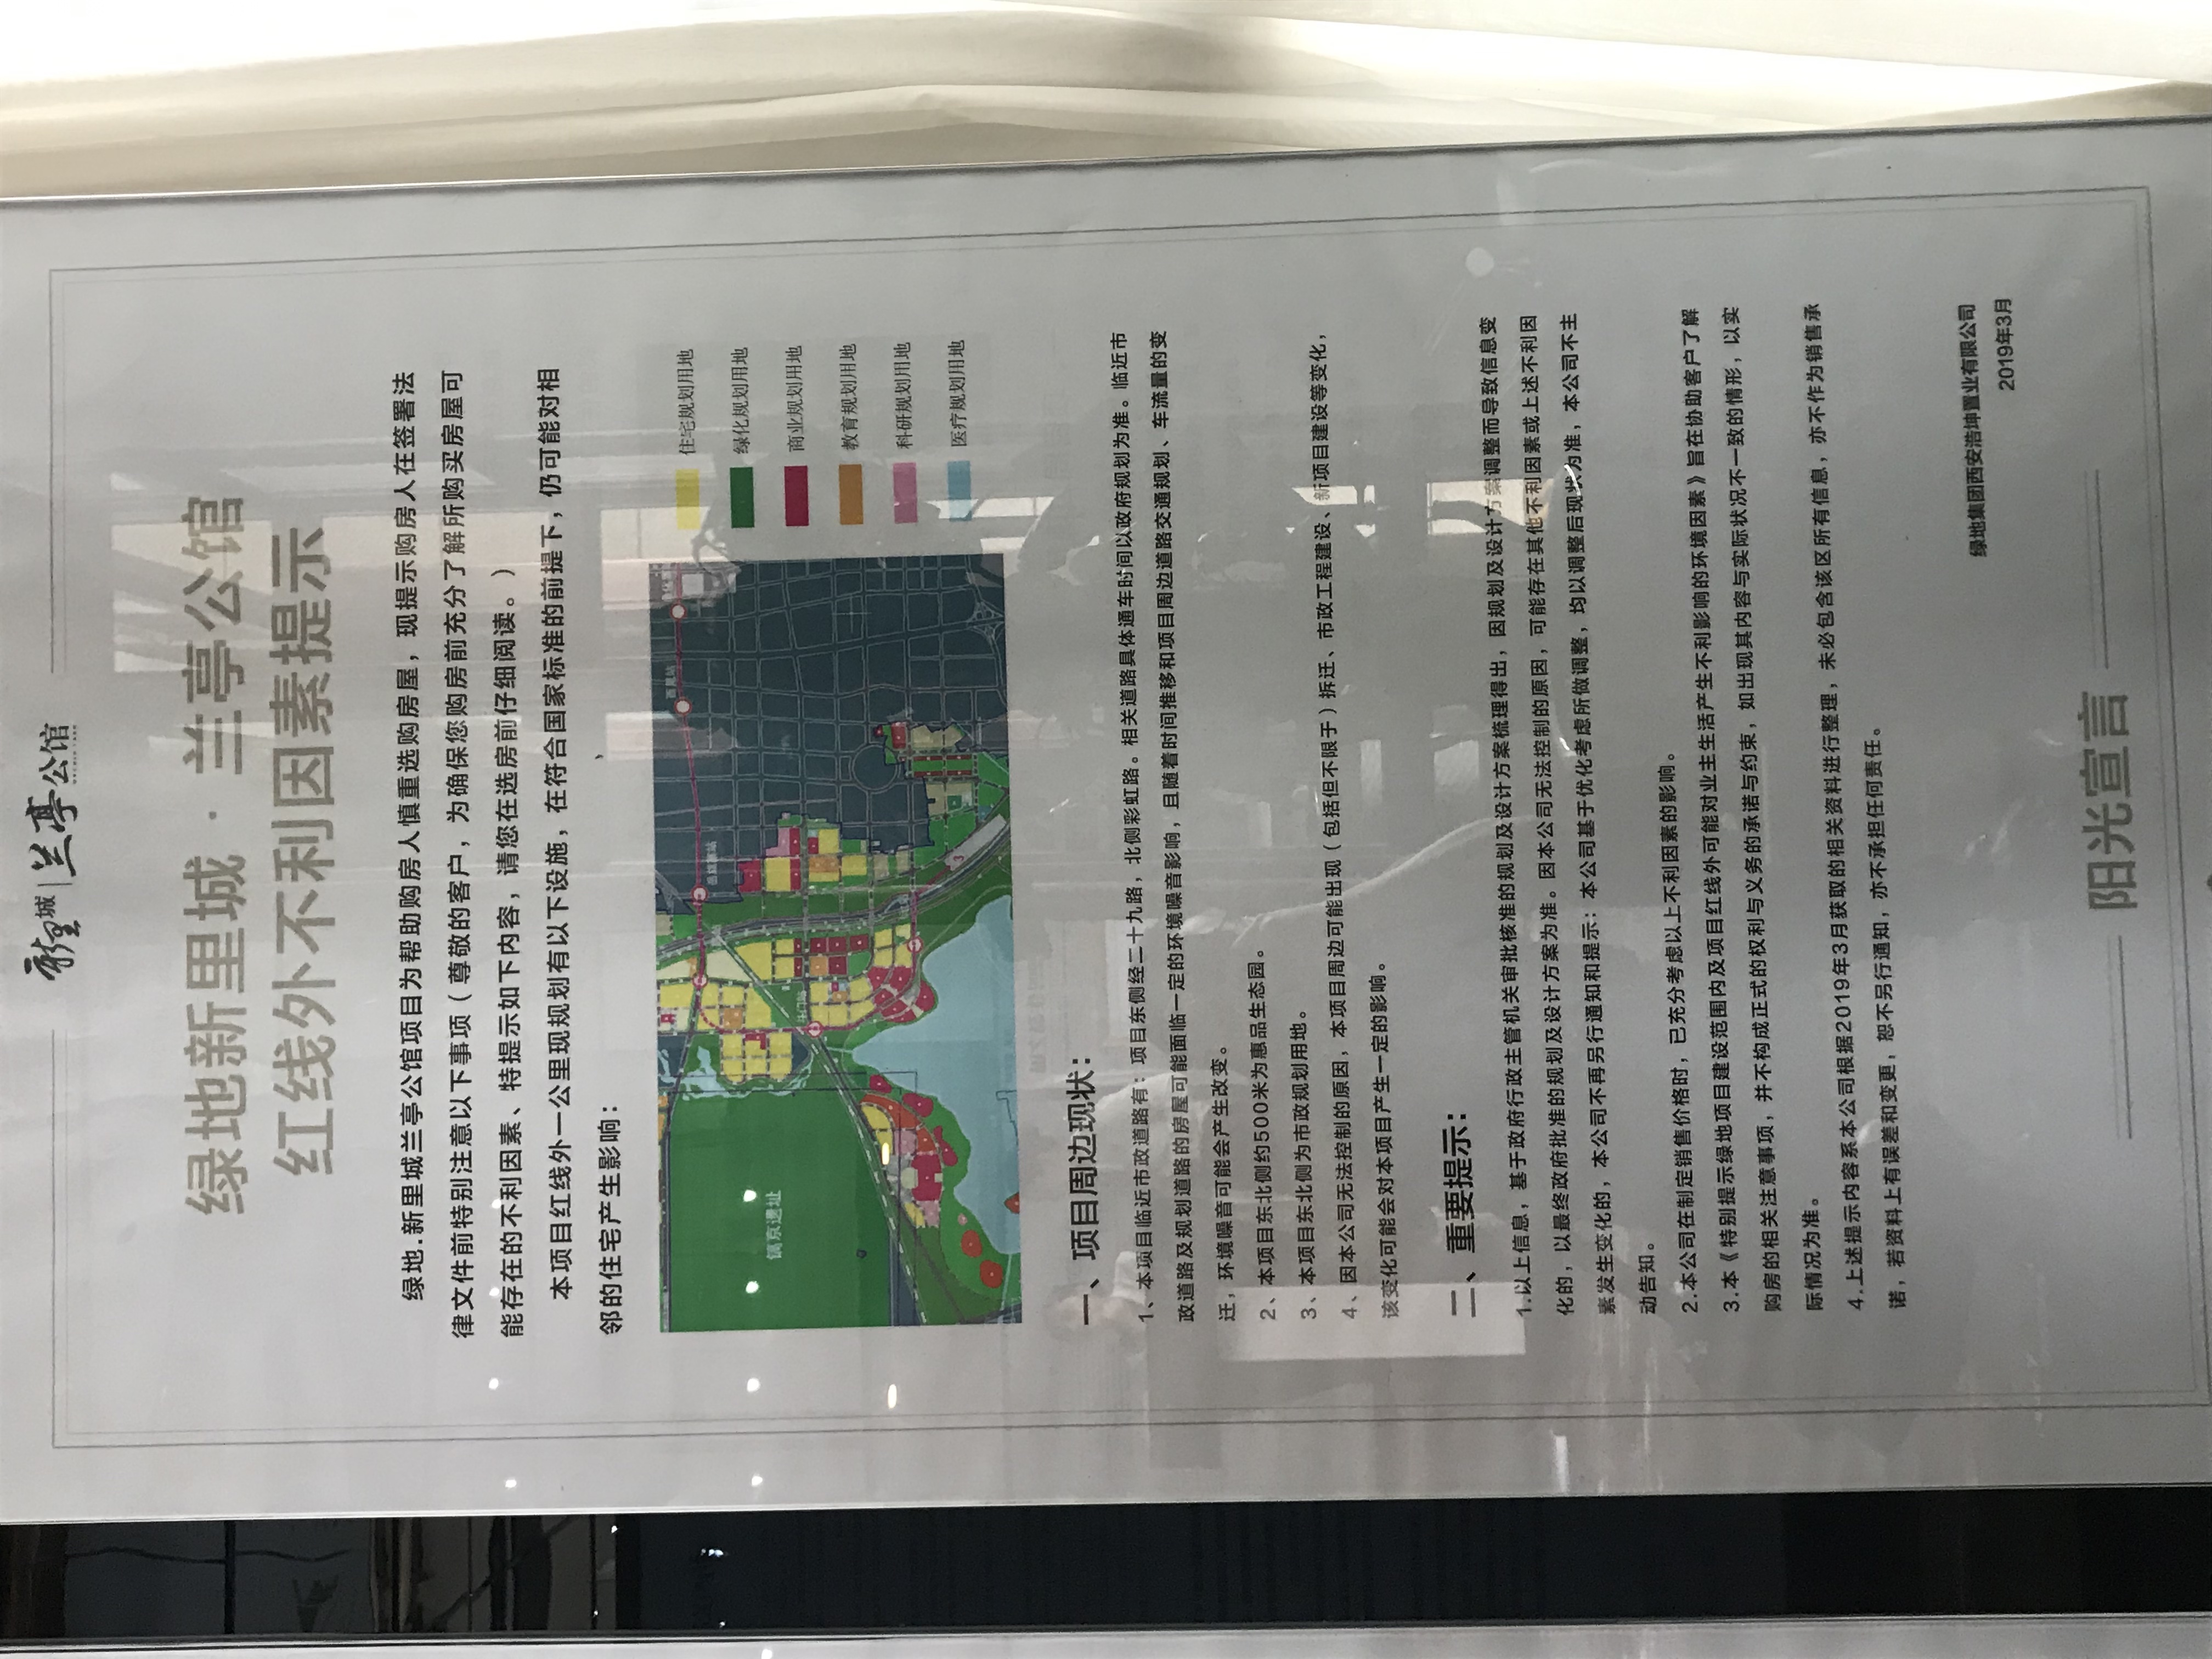 新里城 兰亭公馆
绿地新里城·兰亭公馆
红线外不利因素提示
绿地.新里城兰亭公馆项目为帮助购房人慎重选购房屋，现提示购房人在签署法
律文件前特别注意以下事项（尊敬的客户，为确保您购房前充分了解所购买房屋可
能存在的不利因素、特提示如下内容，请您在选房前仔细阅读。）
本项目红线外一公里现规划有以下设施，在符合国家标准的前提下，仍可能对相
邻的住宅产生影响：
镐京遗址
斗门站
3
住宅规划用地
绿化规划用地
商业规划用地
教育规划用地
科研规划用地
医疗规划用地
一、项目周边现状：
1、本项目临近市政道路有：项目东侧经二十九路，北侧彩虹路。相关道路具体通车时间以政府规划为准。临近市
政道路及规划道路的房屋可能面临一定的环境噪音影响，且随着时间推移和项目周边道路交通规划、车流量的变
迁，环境噪音可能会产生改变。
2、本项目东北侧约500米为惠品生态园。
3、本项目东北侧为市政规划用地。
4、因本公司无法控制的原因，本项目周边可能出现（包括但不限于）拆迁、市政工程建设、新项目建设等变化，
该变化可能会对本项目产生一定的影响。
二、重要提示：
1.以上信息，基于政府行政主管机关审批核准的规划及设计方案梳理得出，因规划及设计方案调整而导致信息变
化的，以最终政府批准的规划及设计方案为准。因本公司无法控制的原因，可能存在其他不利因素或上述不利因
素发生变化的，本公司不再另行通知和提示：本公司基于优化考虑所做调整，均以调整后现状为准，本公司不主
动告知。
2.本公司在制定销售价格时，已充分考虑以上不利因素的影响。
3.本《特别提示绿地项目建设范围内及项目红线外可能对业主生活产生不利影响的环境因素》旨在协助客户了解
购房的相关注意事项，并不构成正式的权利与义务的承诺与约束，如出现其内容与实际状况不一致的情形，以实
际情况为准。
4.上述提示内容系本公司根据2019年3月获取的相关资料进行整理，未必包含该区所有信息，亦不作为销售承
诺，若资料上有误差和变更，恕不另行通知，亦不承担任何责任。
绿地集团西安浩坤置业有限公司
2019年3月
阳光宣言